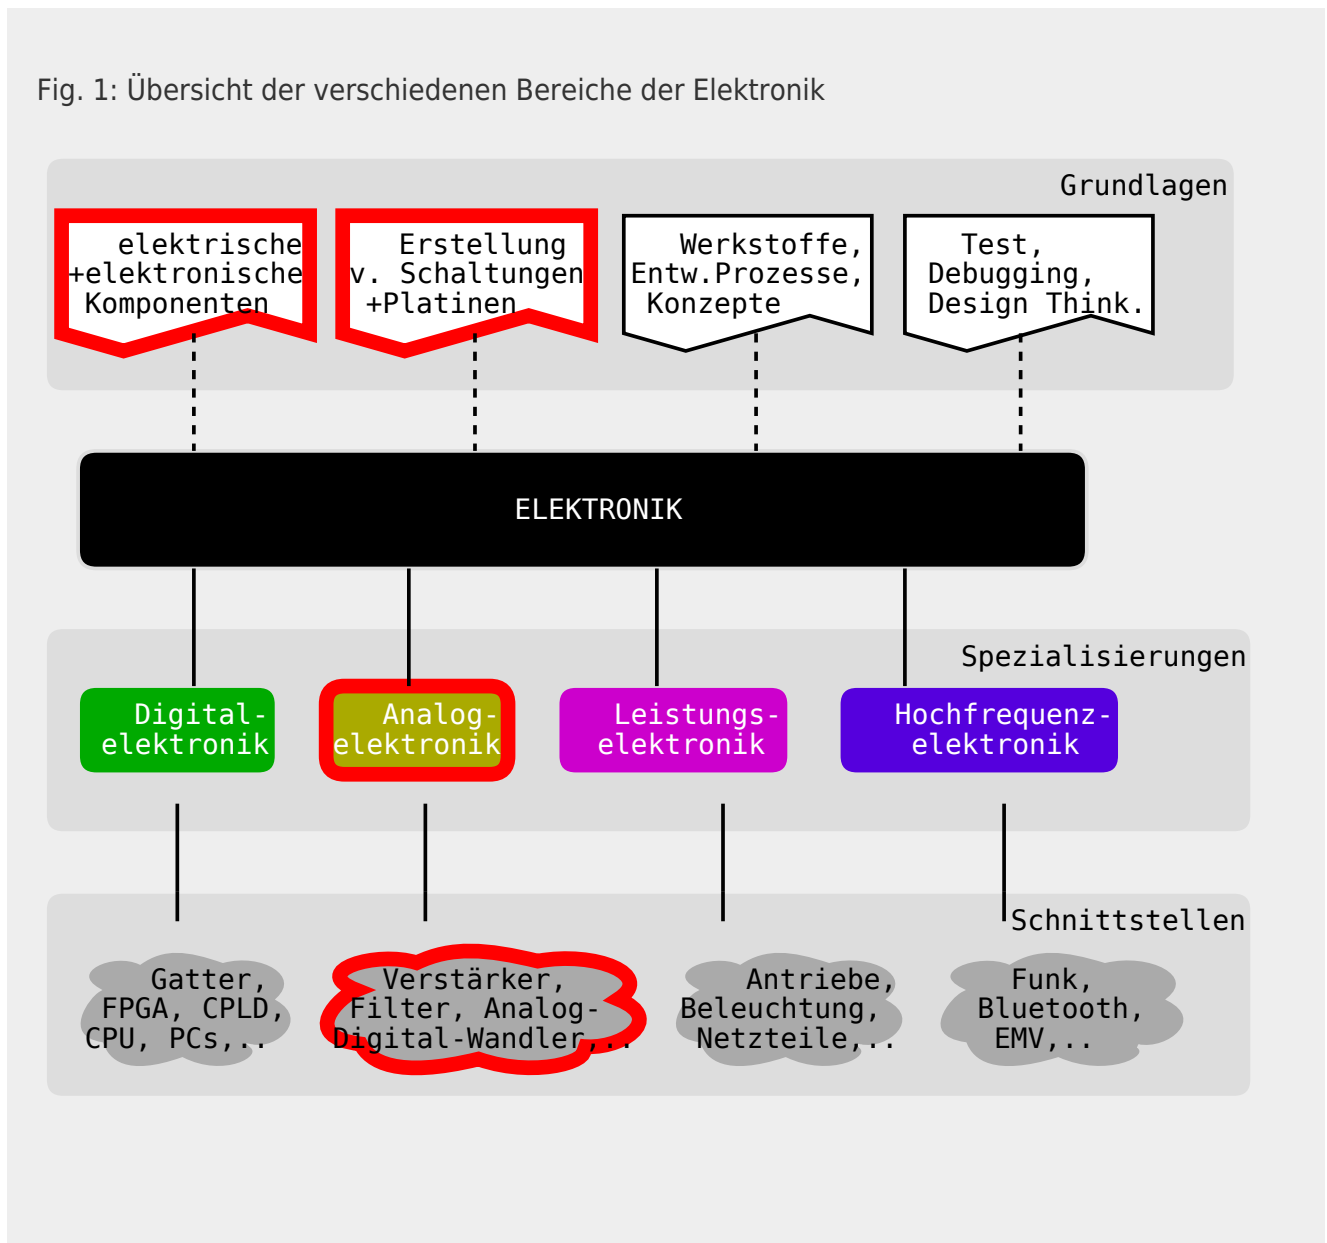 Fig. 1: Übersicht der verschiedenen Bereiche der Elektronik
Grundlagen
elektrische
+elektronische
Komponenten
Erstellung
v. Schaltungen
+Platinen
Werkstoffe,
Entw.Prozesse,
Konzepte
Test,
Debugging,
Design Think.
ELEKTRONIK
Spezialisierungen
Digital-
elektronik
Analog-
elektronik
Leistungs-
elektronik
Hochfrequenz-
elektronik
Schnittstellen
Gatter,
FPGA, CPLD,
CPU, PCs,..
Verstärker,
Filter, Analog-
Digital-Wandler,..
Antriebe,
Beleuchtung,
Netzteile,..
Funk,
Bluetooth,
EMV,..